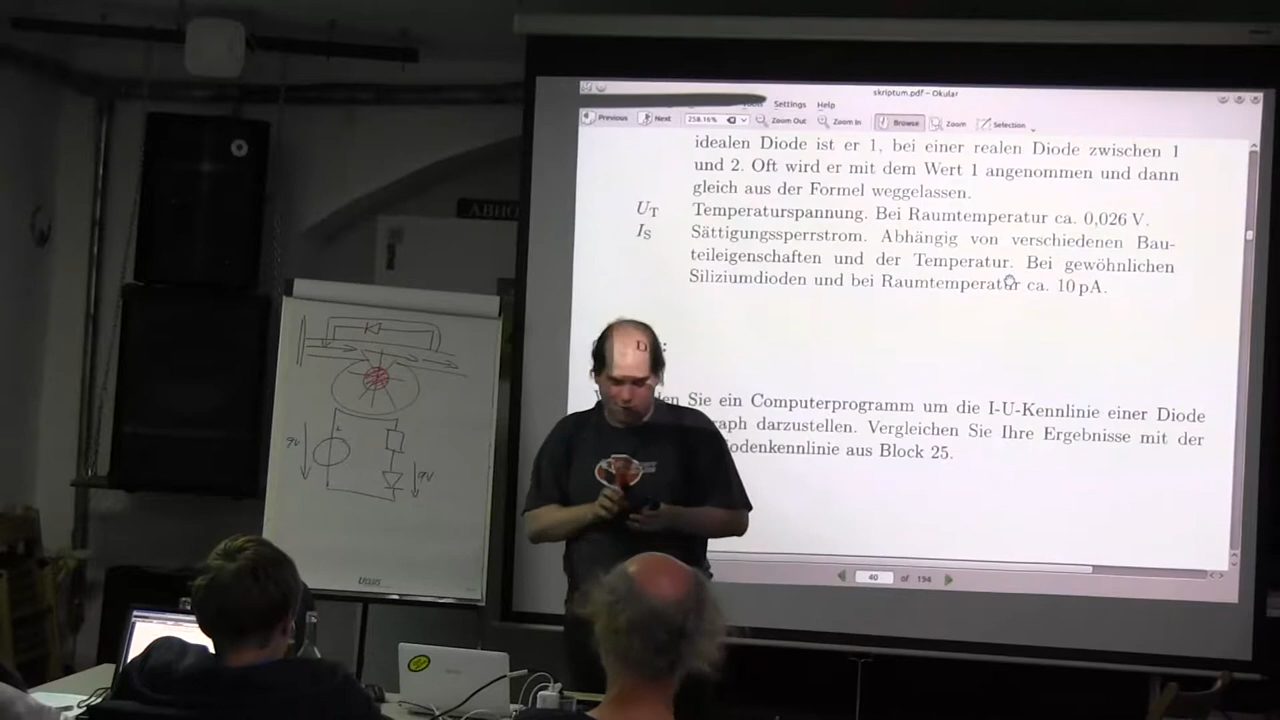 skriptum.pdf – Okular
Settings Help
Previous Next 258.16% Zoom Out Zoom In Browse Zoom Selection
idealen Diode ist er 1, bei einer realen Diode zwischen 1
und 2. Oft wird er mit dem Wert 1 angenommen und dann
gleich aus der Formel weggelassen.
UT Temperaturspannung. Bei Raumtemperatur ca. 0,026 V.
IS Sättigungssperrstrom. Abhängig von verschiedenen Bau-
teileigenschaften und der Temperatur. Bei gewöhnlichen
Siliziumdioden und bei Raumtemperatur ca. 10 pA.
Sie ein Computerprogramm um die I-U-Kennlinie einer Diode
darzustellen. Vergleichen Sie Ihre Ergebnisse mit der
aus Block 25.
40 of 194
9V
9V